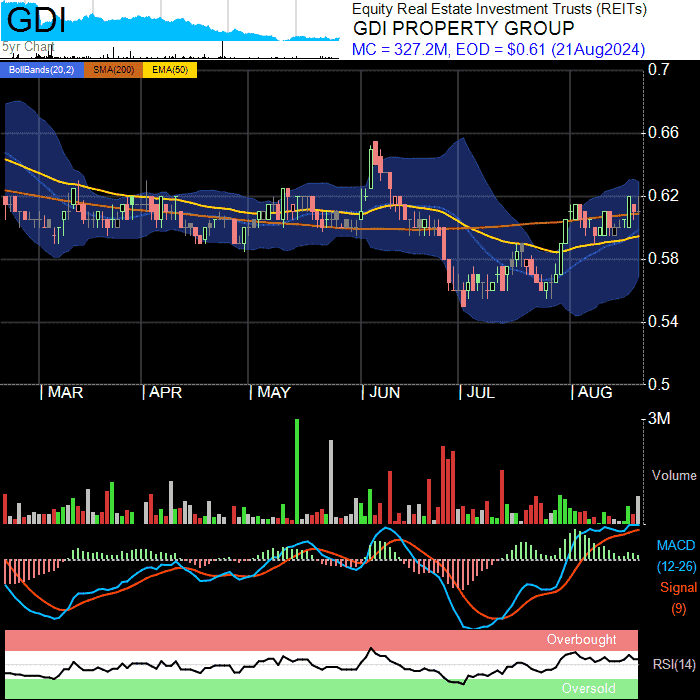 GDI
5yr Chart
Equity Real Estate Investment Trusts (REITs)
GDI PROPERTY GROUP
MC = 327.2M, EOD = $0.61 (21Aug2024)
BollBands(20,2) SMA(200) EMA(50)
0.7
0.66
0.62
0.58
0.54
0.5
MAR APR MAY JUN JUL AUG
3M
Volume
MACD
(12-26)
Signal
(9)
Overbought
RSI(14)
Oversold